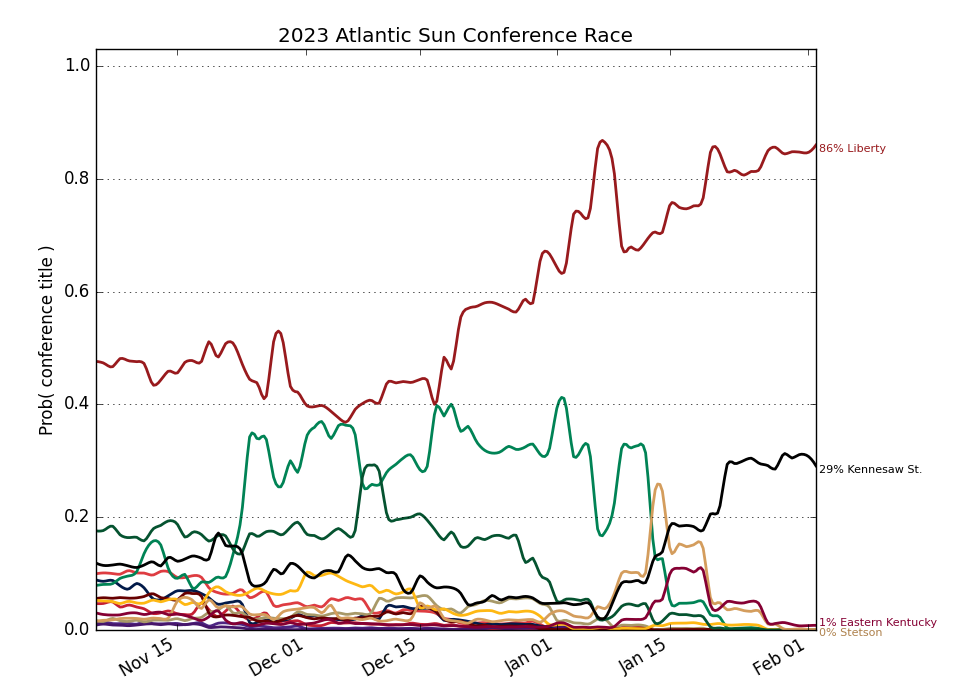 2023 Atlantic Sun Conference Race
Prob( conference title )
1.0
0.8
0.6
0.4
0.2
0.0
86% Liberty
29% Kennesaw St.
1% Eastern Kentucky
0% Stetson
Nov 15
Dec 01
Dec 15
Jan 01
Jan 15
Feb 01